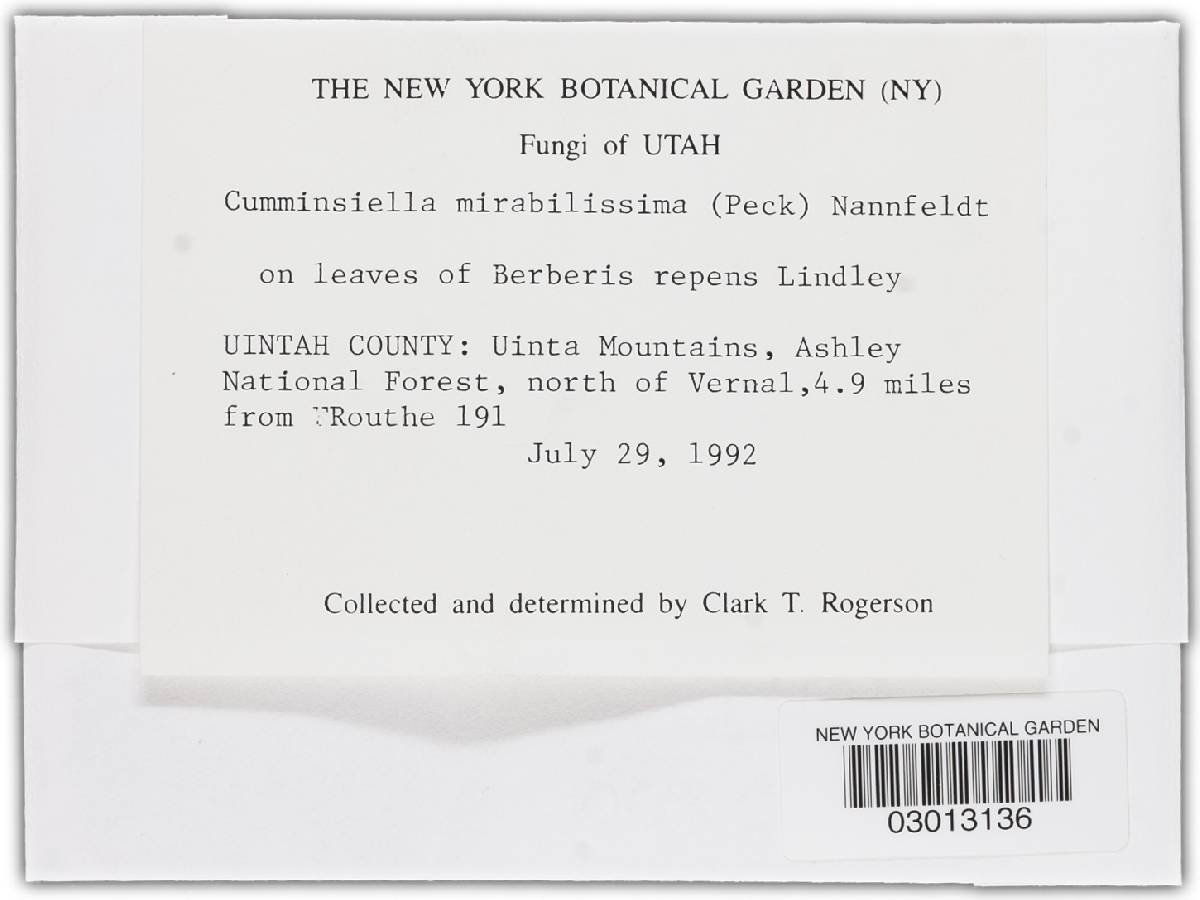 THE NEW YORK BOTANICAL GARDEN (NY)
Fungi of UTAH
Cumminsiella mirabilissima (Peck) Nannfeldt
on leaves of Berberis repens Lindley
UINTAH COUNTY: Uinta Mountains, Ashley
National Forest, north of Vernal,4.9 miles
from FRouthe 191
July 29, 1992
Collected and determined by Clark T. Rogerson
NEW YORK BOTANICAL GARDEN
03013136